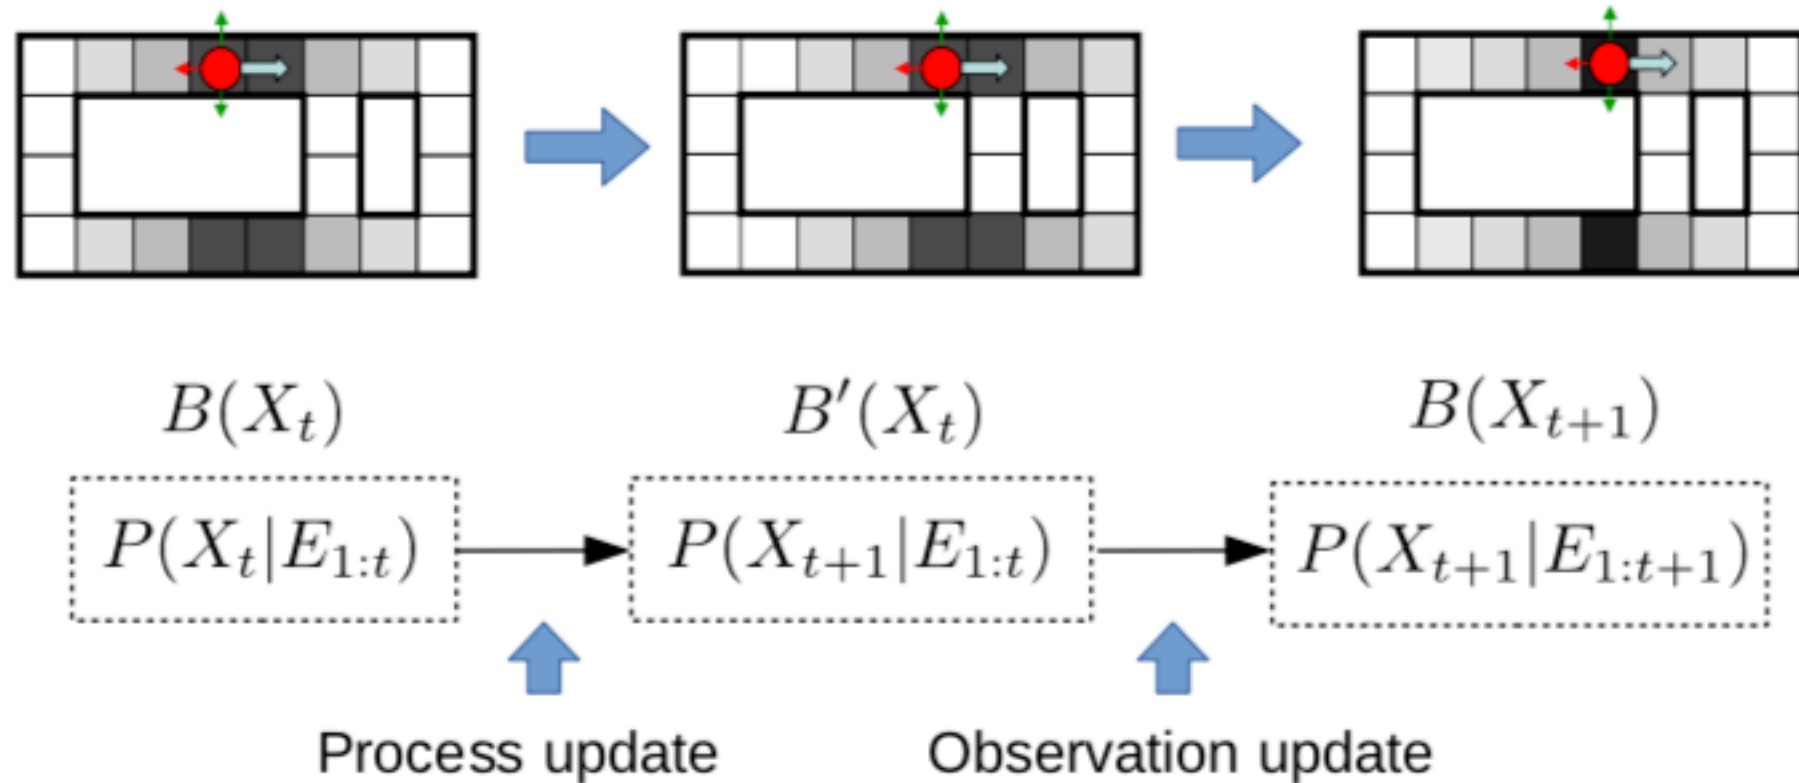 B(X_t) B′(X_t) B(X_{t+1})
P(X_t|E_{1:t}) P(X_{t+1}|E_{1:t}) P(X_{t+1}|E_{1:t+1})
Process update Observation update